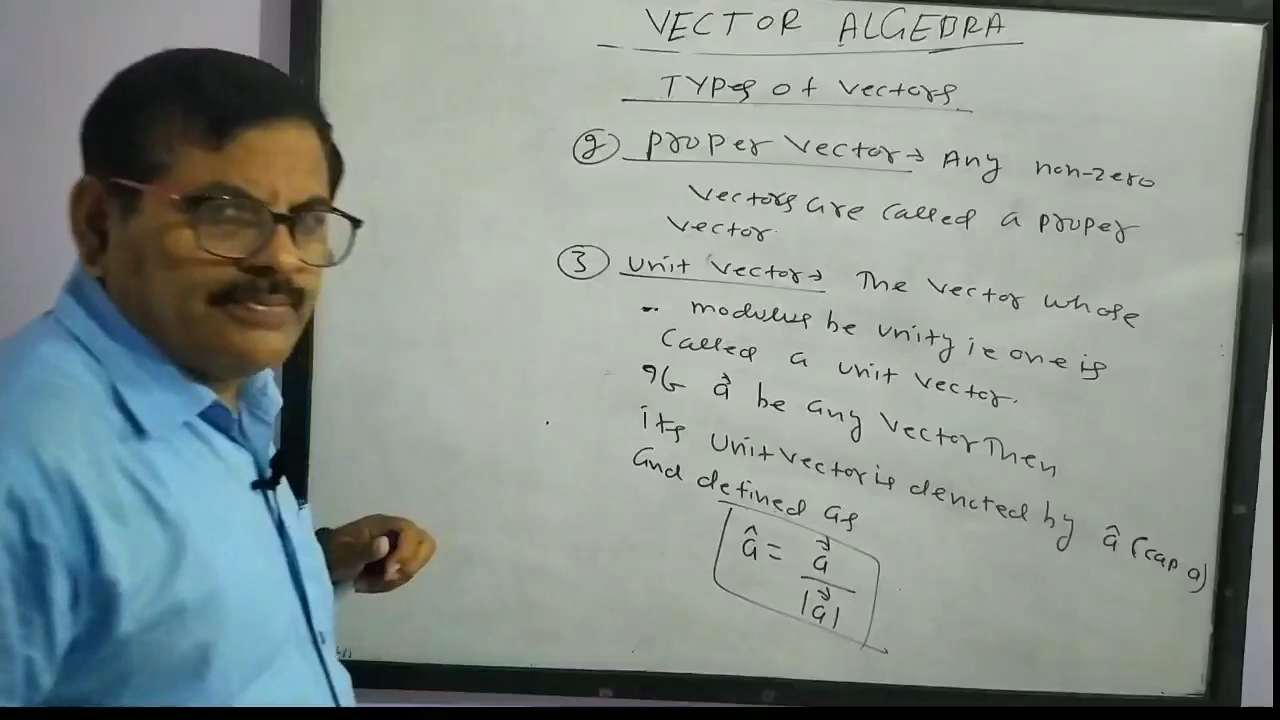 VECTOR ALGEBRA
TYPes of vectors
② proper vector → Any non-zero
vectors are called a proper
vector.
③ unit vector → The vector whose
modulus be unity ie one is
called a unit vector.
If a⃗ be any vector Then
its unit vector is denoted by â (cap a)
and defined as
â = a⃗ / |a⃗|